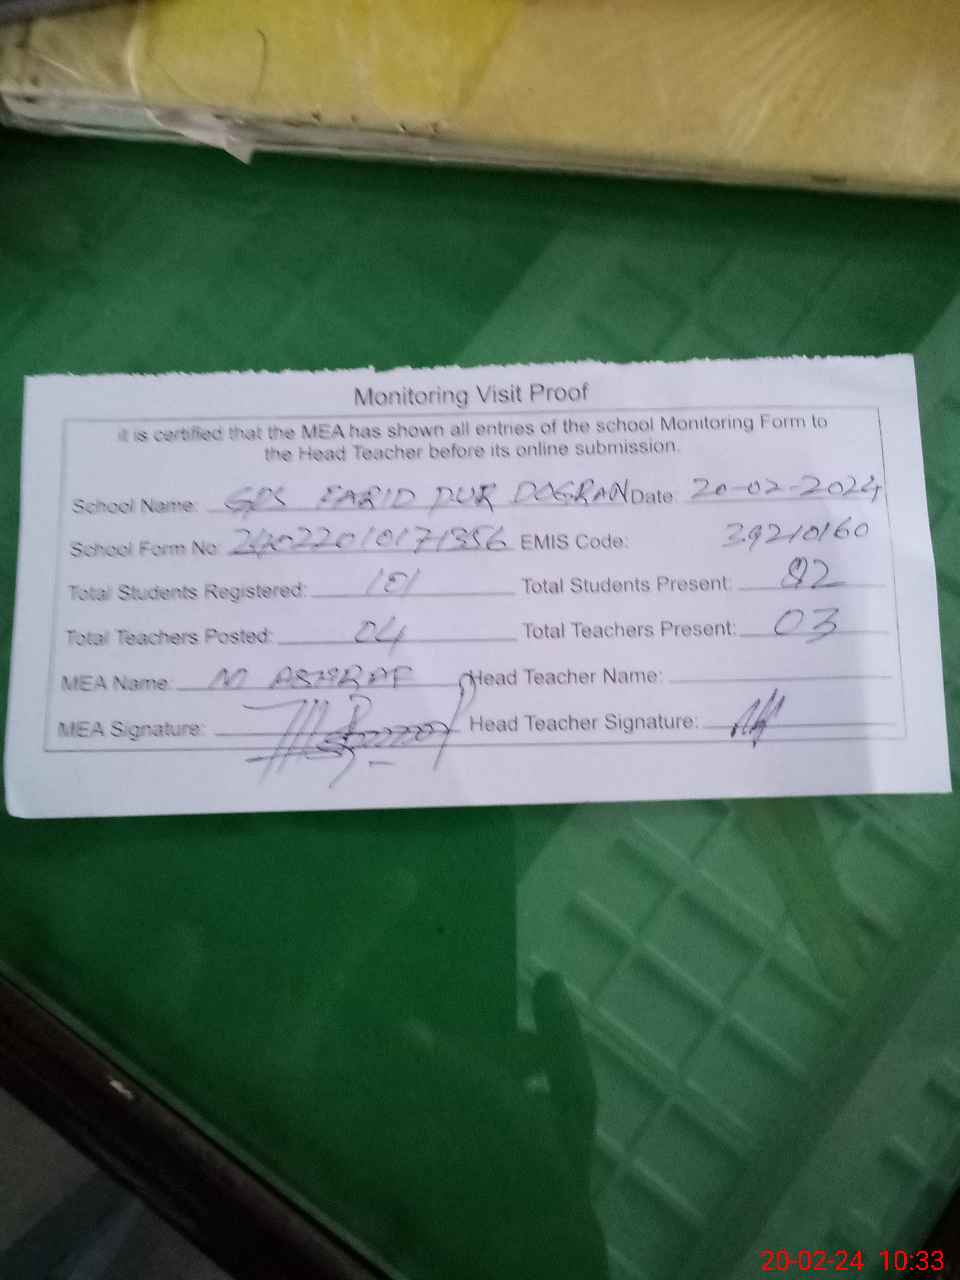 Monitoring Visit Proof
it is certified that the MEA has shown all entries of the school Monitoring Form to
the Head Teacher before its online submission.
School Name: GPS FARID PUR DOGRAN Date: 20-02-2024
School Form No: EMIS Code: 39210160
Total Students Registered: 101 Total Students Present:
Total Teachers Posted: 04 Total Teachers Present: 03
MEA Name: M ASHRAF Head Teacher Name:
MEA Signature: Head Teacher Signature:
20-02-24 10:33